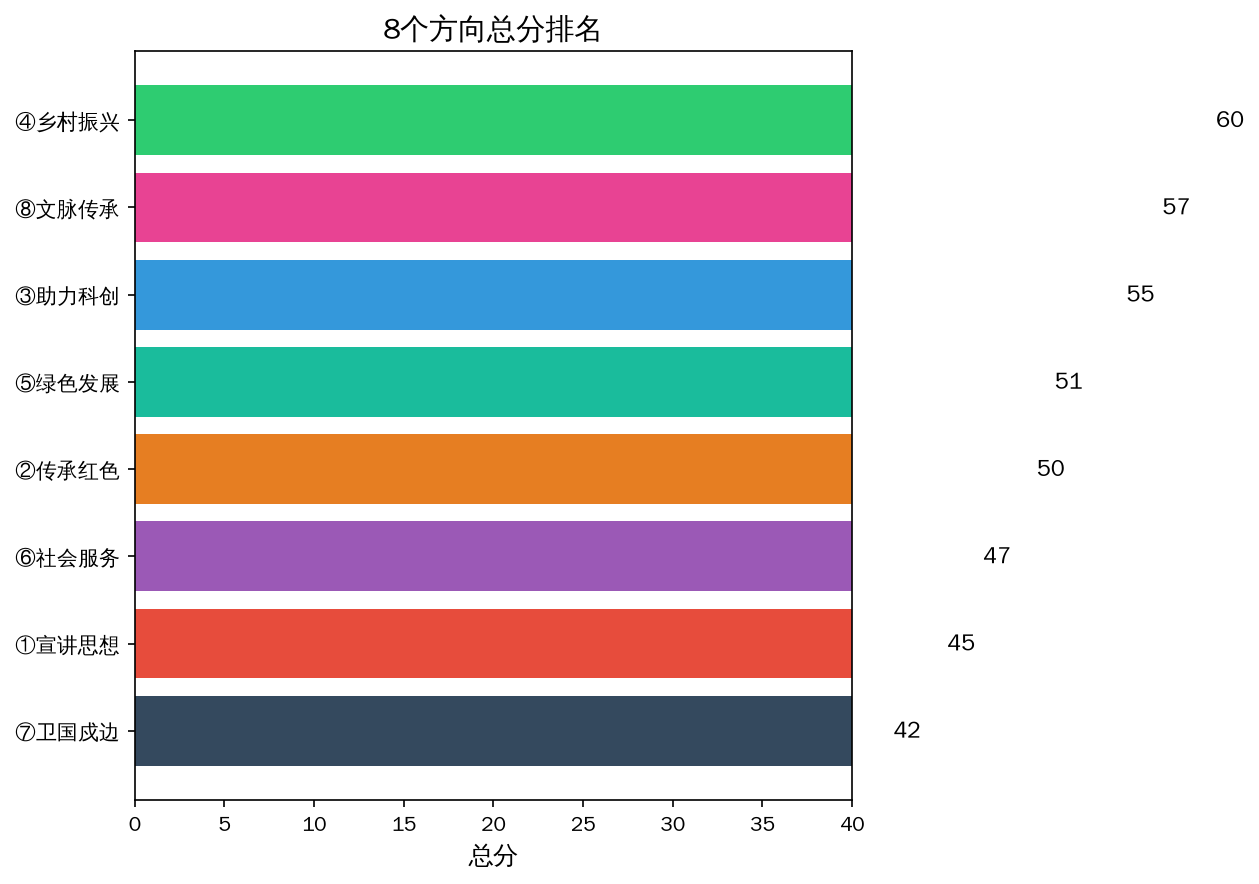 8个方向总分排名
④乡村振兴 60
⑧文脉传承 57
③助力科创 55
⑤绿色发展 51
②传承红色 50
⑥社会服务 47
①宣讲思想 45
⑦卫国戍边 42
0 5 10 15 20 25 30 35 40
总分